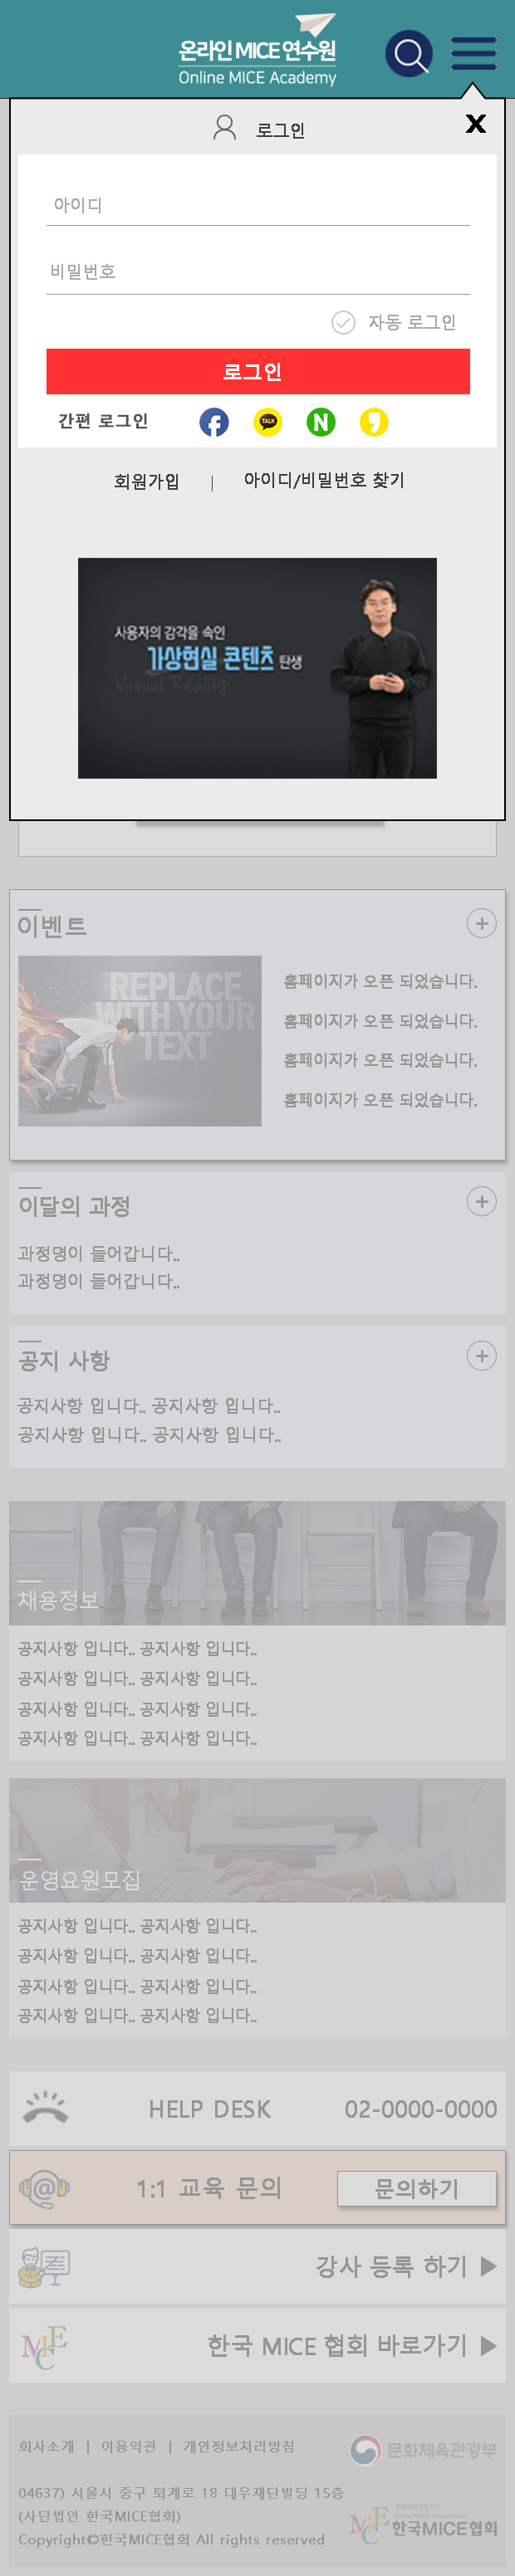 온라인 MICE 연수원
Online MICE Academy
로그인
X
아이디
비밀번호
자동 로그인
로그인
간편 로그인
f
TALK
N
회원가입 | 아이디/비밀번호 찾기
사용자의 감각을 속인
가상현실 콘텐츠 탄생
Virtual Reality
이벤트
REPLACE
WITH YOUR
TEXT
홈페이지가 오픈 되었습니다.
홈페이지가 오픈 되었습니다.
홈페이지가 오픈 되었습니다.
홈페이지가 오픈 되었습니다.
이달의 과정
과정명이 들어갑니다..
과정명이 들어갑니다..
공지 사항
공지사항 입니다.. 공지사항 입니다..
공지사항 입니다.. 공지사항 입니다..
채용정보
공지사항 입니다.. 공지사항 입니다..
공지사항 입니다.. 공지사항 입니다..
공지사항 입니다.. 공지사항 입니다..
공지사항 입니다.. 공지사항 입니다..
운영요원모집
공지사항 입니다.. 공지사항 입니다..
공지사항 입니다.. 공지사항 입니다..
공지사항 입니다.. 공지사항 입니다..
공지사항 입니다.. 공지사항 입니다..
HELP DESK 02-0000-0000
1:1 교육 문의 문의하기
강사 등록 하기 ▶
MICE
한국 MICE 협회 바로가기 ▶
회사소개 | 이용약관 | 개인정보처리방침
문화체육관광부
04637) 서울시 중구 퇴계로 18 대우재단빌딩 15층
(사단법인 한국MICE협회)
Copyright©한국MICE협회 All rights reserved
Korea MICE Association
MICE 한국MICE협회